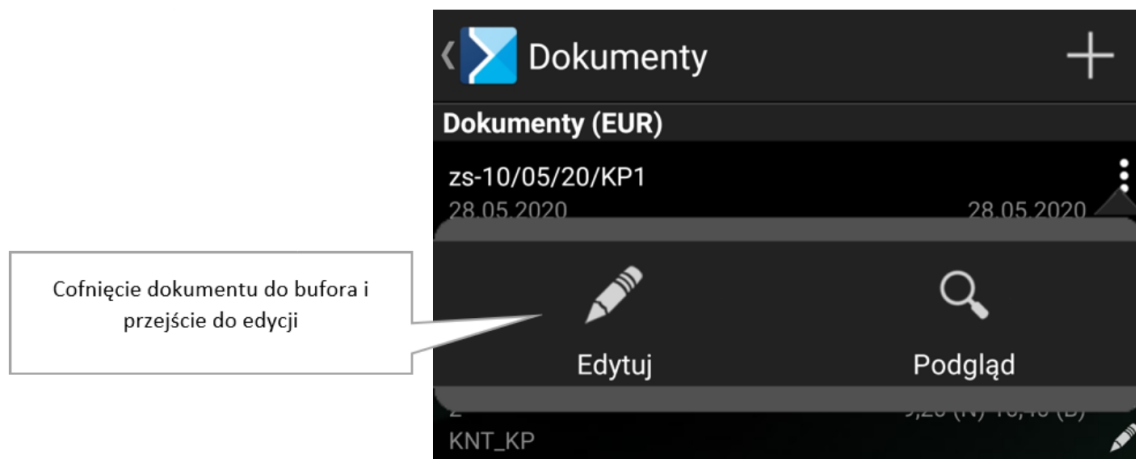 Dokumenty
Dokumenty (EUR)
zs-10/05/20/KP1
28.05.2020 28.05.2020
Cofnięcie dokumentu do bufora i
przejście do edycji
Edytuj Podgląd
KNT_KP